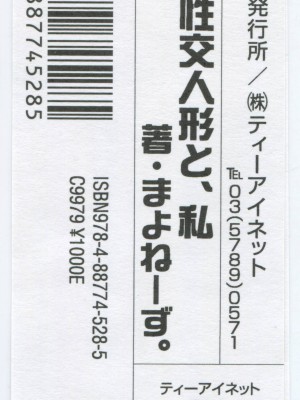 発行所/㈱ティーアイネット
℡03(5789)0571
性交人形と、私
著・まよねーず。
ISBN978-4-88774-528-5
C9979 ¥1000E
887745285
ティーアイネット